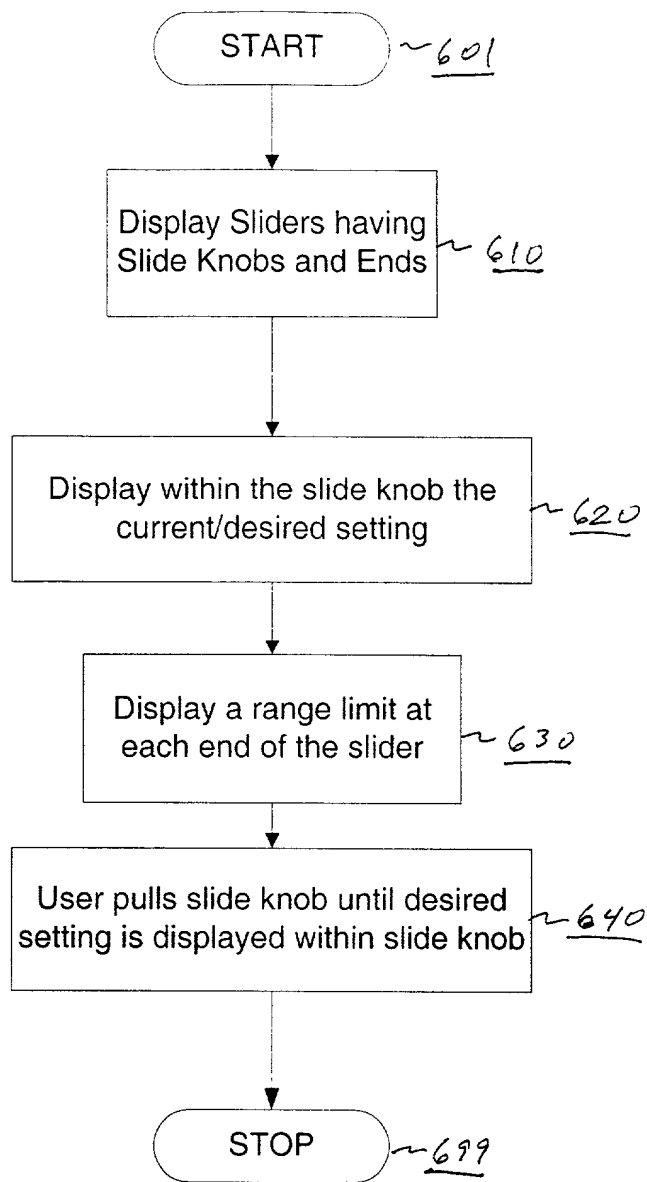 START
601
Display Sliders having
Slide Knobs and Ends
610
Display within the slide knob the
current/desired setting
620
Display a range limit at
each end of the slider
630
User pulls slide knob until desired
setting is displayed within slide knob
640
STOP
699